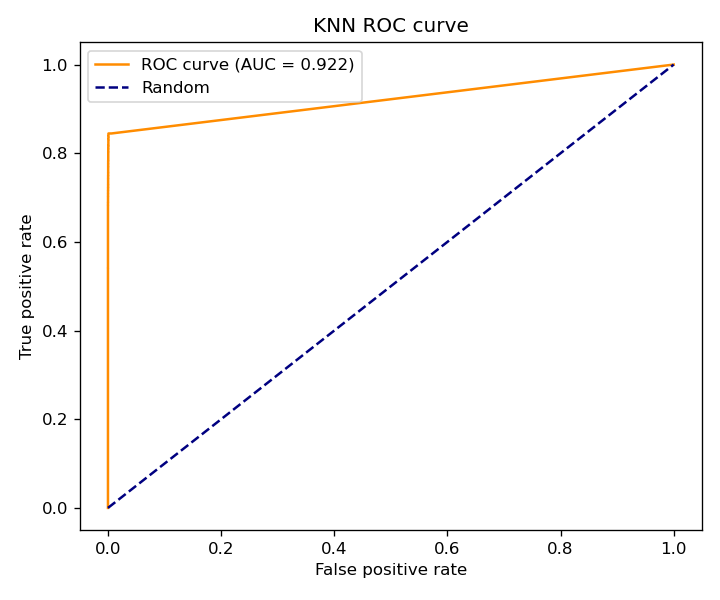 KNN ROC curve
ROC curve (AUC = 0.922)
Random
True positive rate
1.0
0.8
0.6
0.4
0.2
0.0
0.0 0.2 0.4 0.6 0.8 1.0
False positive rate